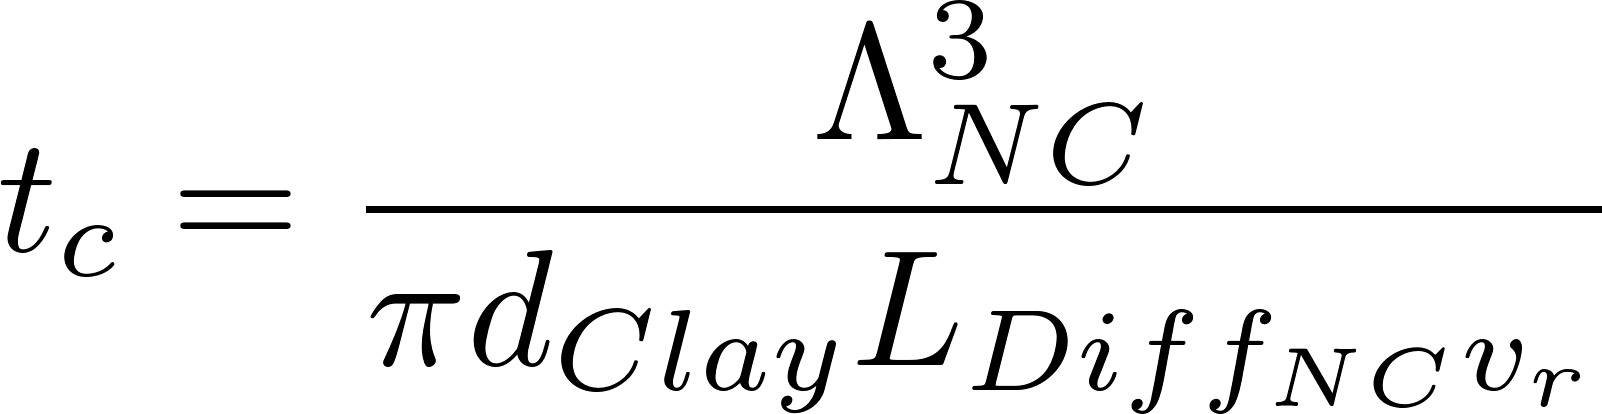 t_c = \frac{\Lambda_{NC}^3}{\pi d_{Clay} L_{Diff_{NC} v_r}}